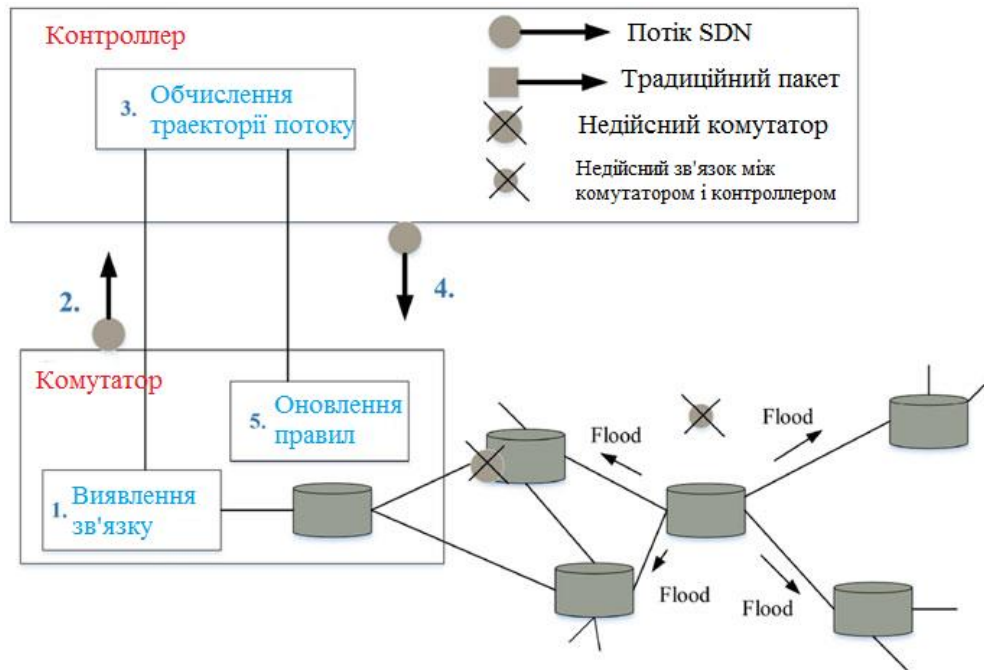 Контроллер
3. Обчислення
траекторії потоку
Потік SDN
Традиційний пакет
Недійсний комутатор
Недійсний зв'язок між
комутатором і контроллером
2.
4.
Комутатор
5. Оновлення
правил
1. Виявлення
зв'язку
Flood
Flood
Flood
Flood